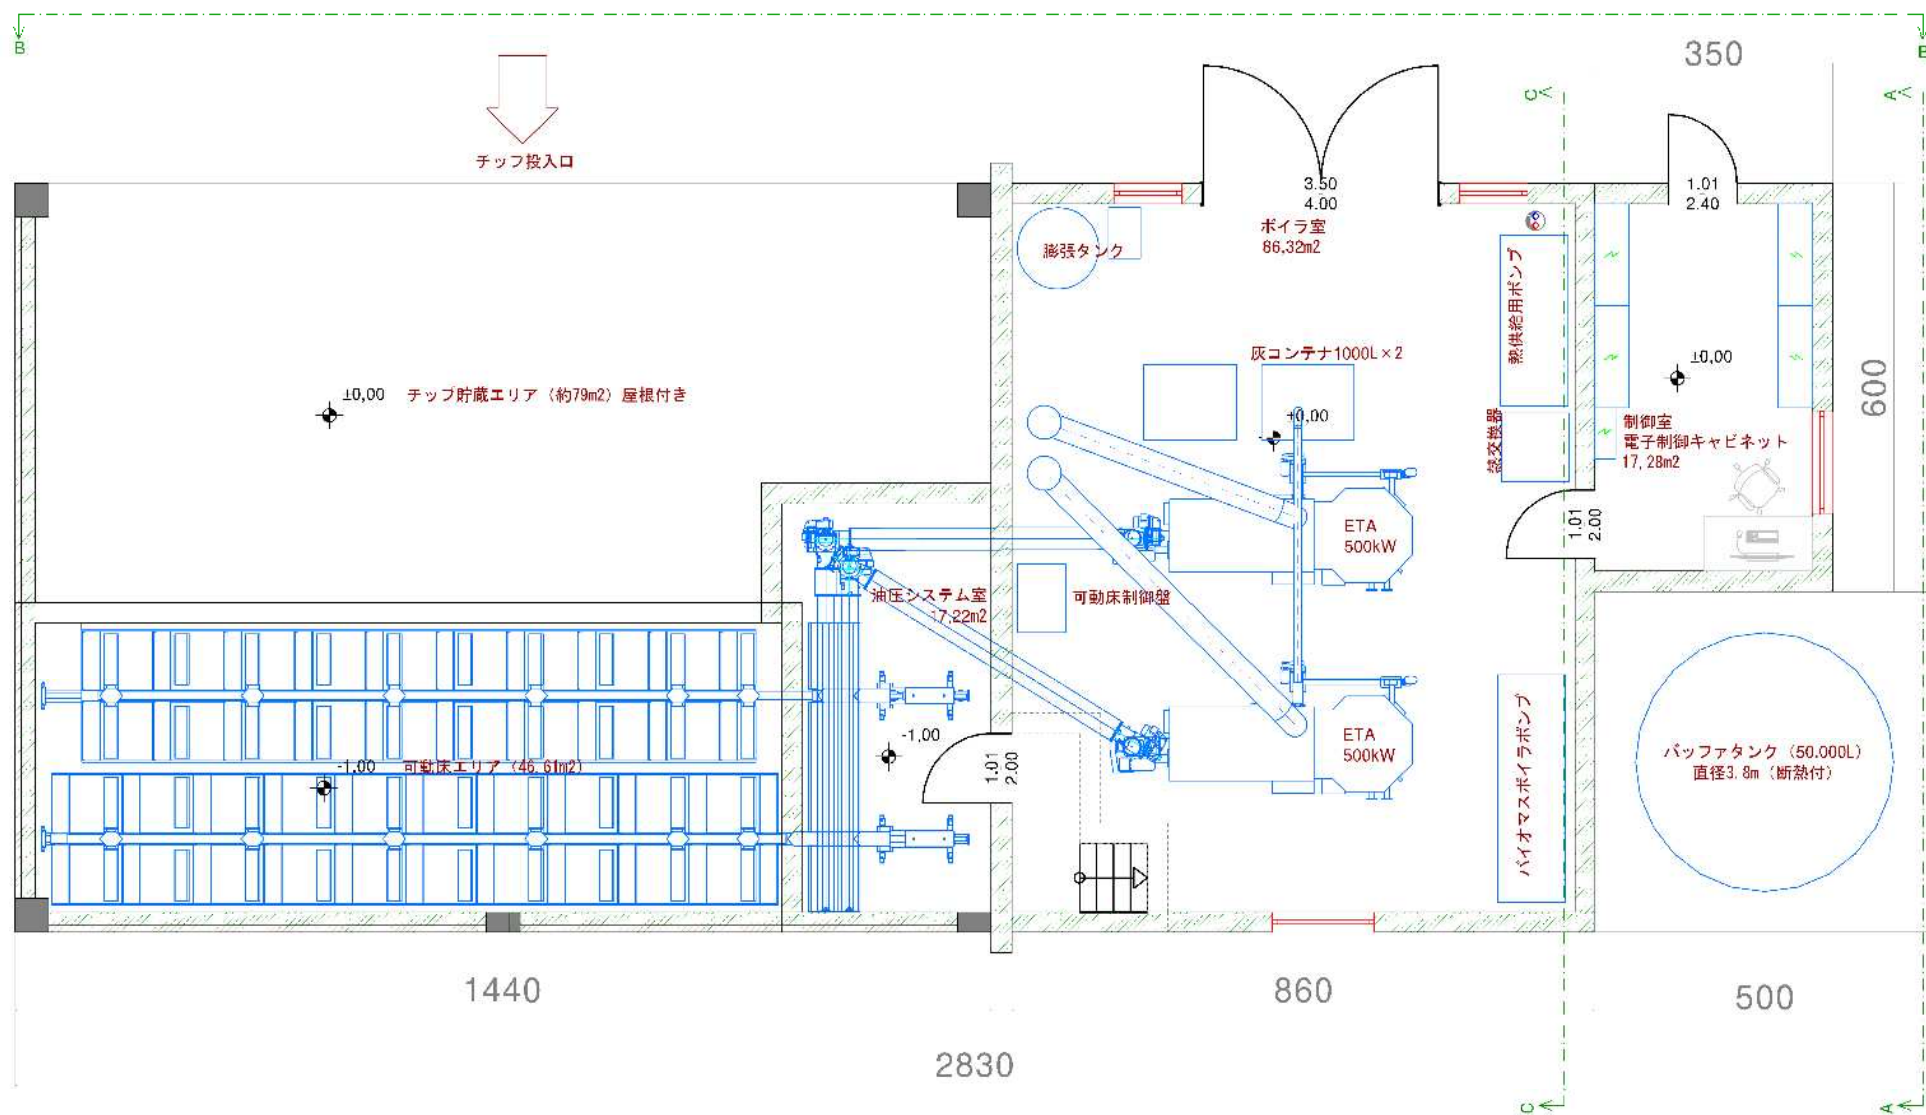 B
B
350
C
A
チップ投入口
3.50
4.00
1.01
2.40
ボイラ室
86,32m2
膨張タンク
熱供給用ポンプ
±0,00
灰コンテナ1000L×2
±0,00
チップ貯蔵エリア（約79m2）屋根付き
±0,00
600
熱交換器
制御室
電子制御キャビネット
17,28m2
ETA
500kW
1.01
2.00
油圧システム室
17,22m2
可動床制御盤
-1,00
1.01
2.00
ETA
500kW
バイオマスボイラポンプ
バッファタンク（50.000L）
直径3.8m（断熱付）
-1,00
可動床エリア（46,61m2）
1440
860
500
2830
C
A